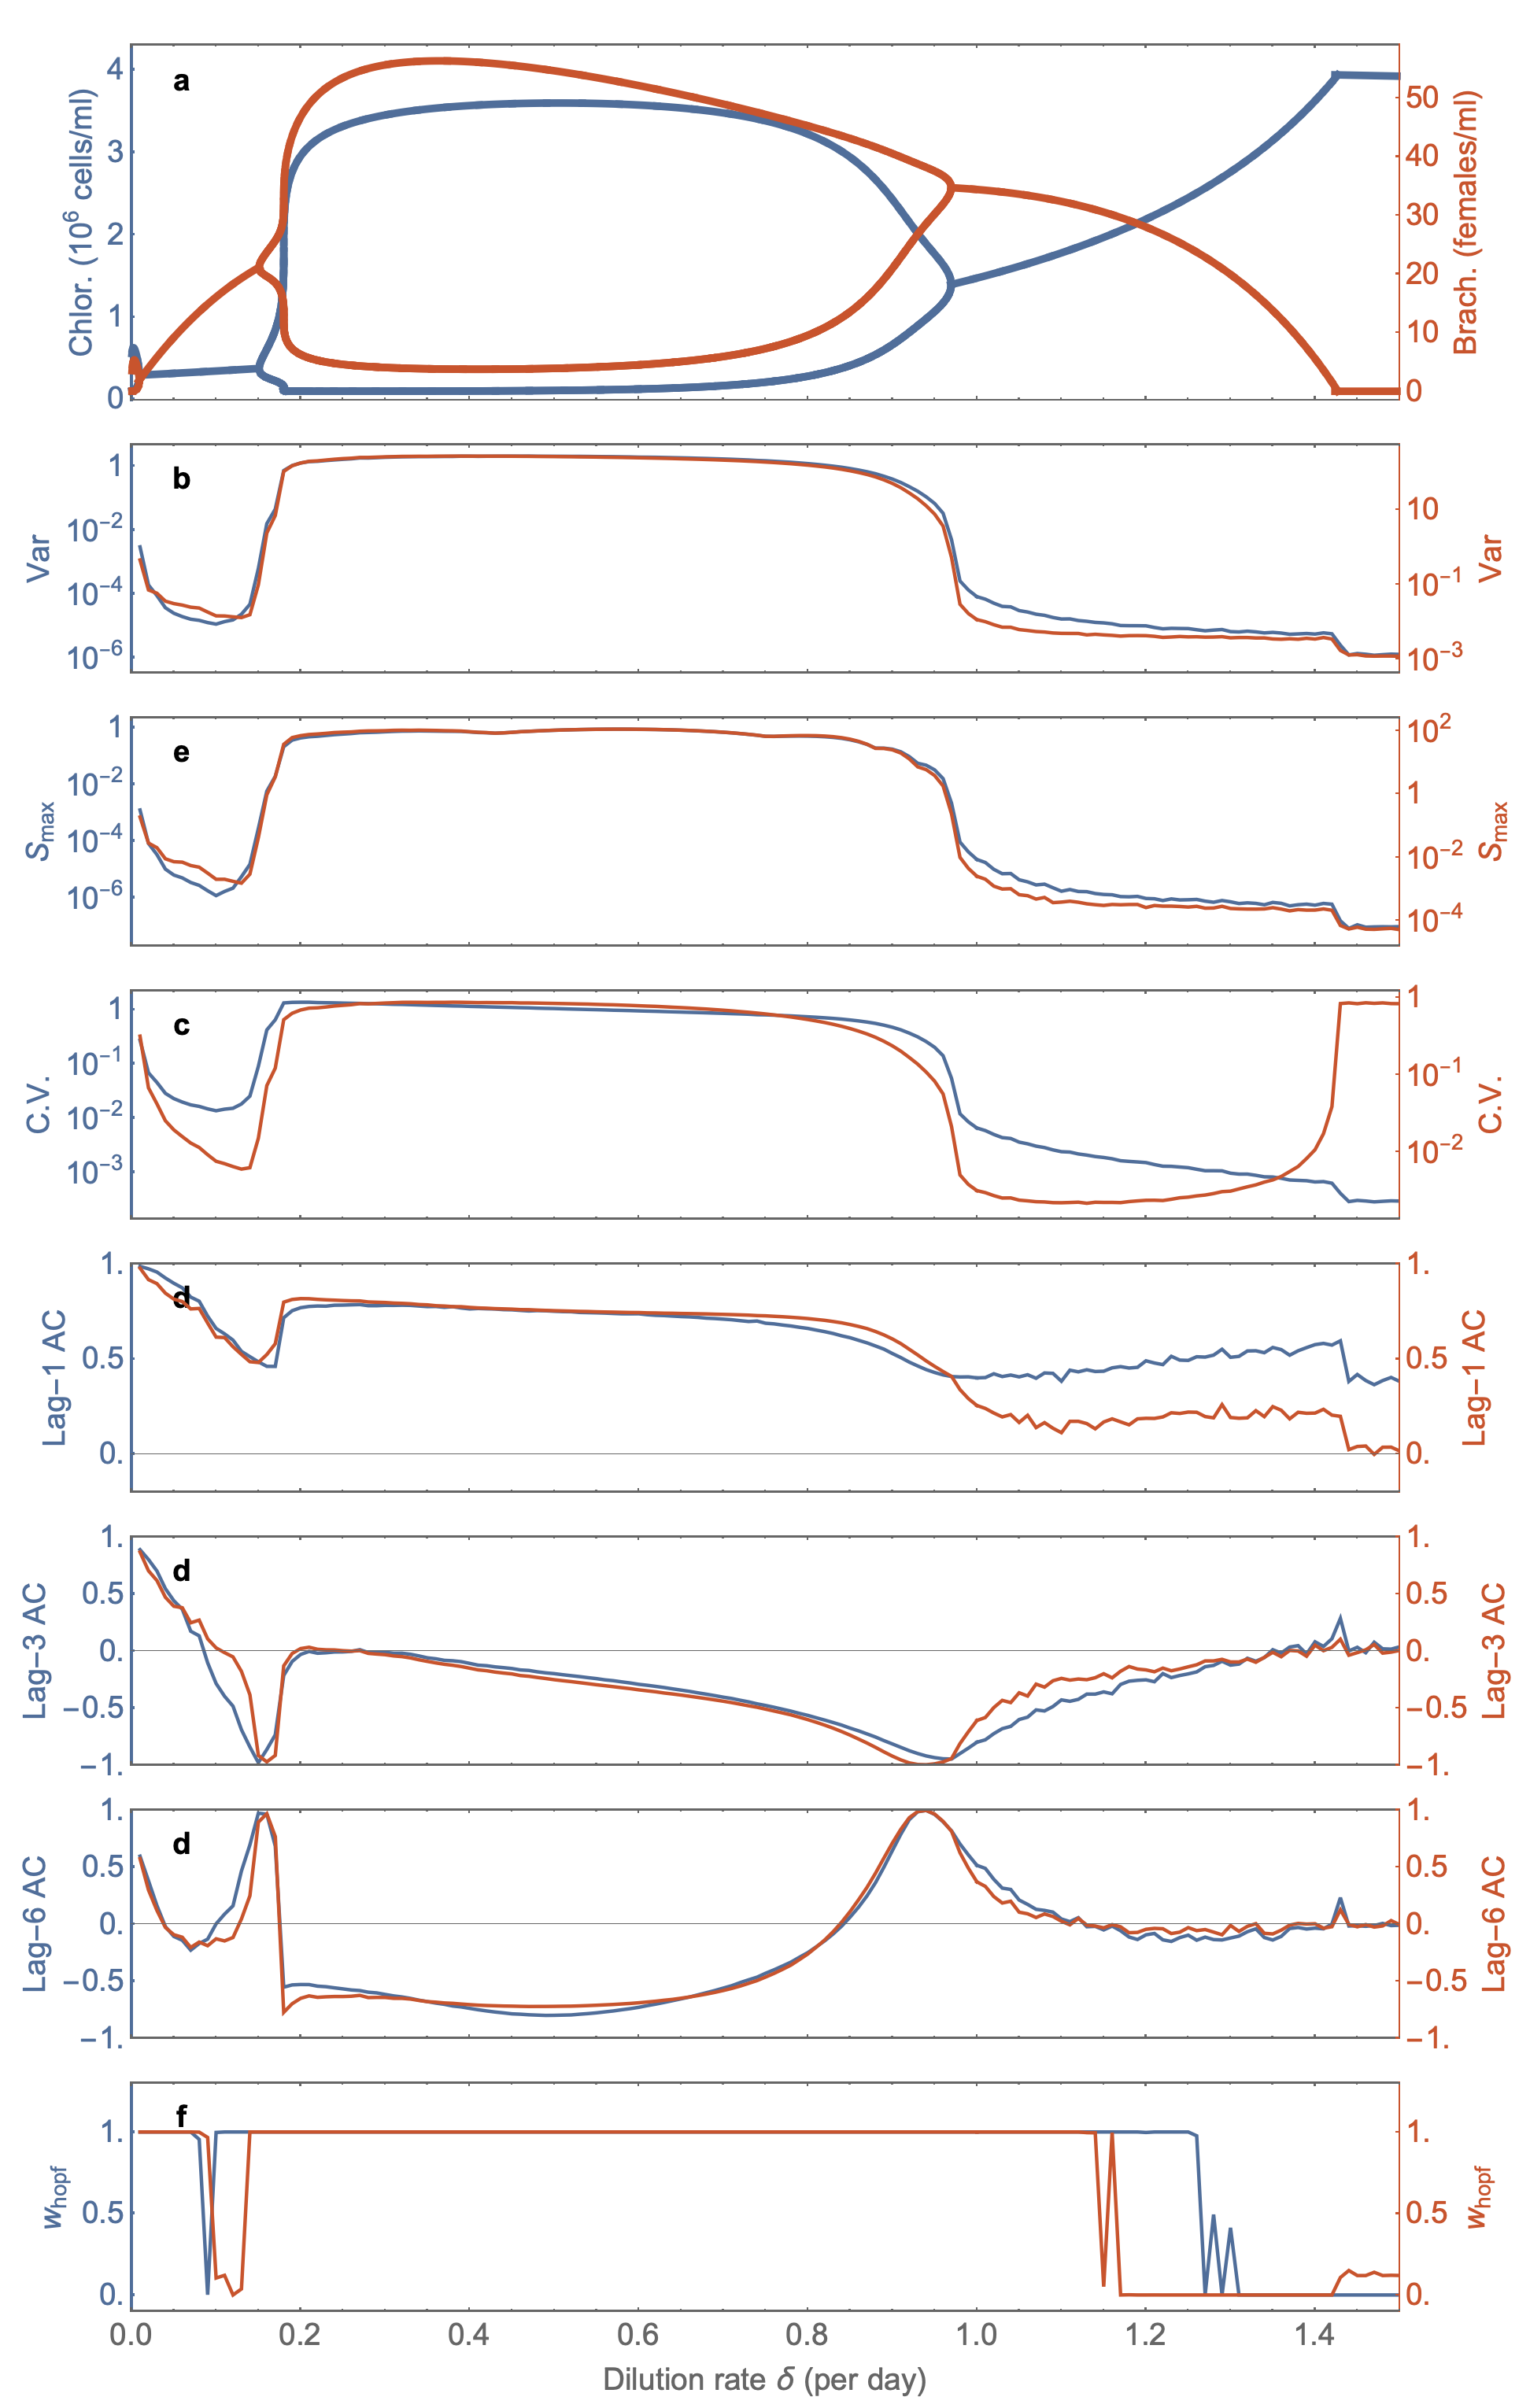 a
4
3
2
1
0
Chlor. (10⁶ cells/ml)
50
40
30
20
10
0
Brach. (females/ml)
b
1
10⁻²
10⁻⁴
10⁻⁶
Var
10
10⁻¹
10⁻³
Var
e
1
10⁻²
10⁻⁴
10⁻⁶
Smax
10²
1
10⁻²
10⁻⁴
Smax
c
1
10⁻¹
10⁻²
10⁻³
C.V.
1
10⁻¹
10⁻²
C.V.
d
1.
0.5
0.
Lag−1 AC
1.
0.5
0.
Lag−1 AC
d
1.
0.5
0.
−0.5
−1.
Lag−3 AC
1.
0.5
0.
−0.5
−1.
Lag−3 AC
d
1.
0.5
0.
−0.5
−1.
Lag−6 AC
1.
0.5
0.
−0.5
−1.
Lag−6 AC
f
1.
0.5
0.
whopf
1.
0.5
0.
whopf
0.0 0.2 0.4 0.6 0.8 1.0 1.2 1.4
Dilution rate δ (per day)